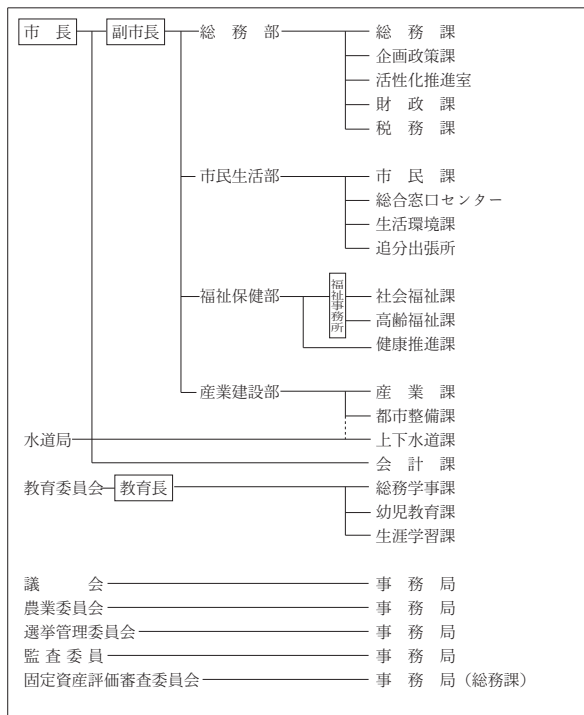 市　長 副市長 総　務　部 総　務　課
企画政策課
活性化推進室
財　政　課
税　務　課
市民生活部 市　民　課
総合窓口センター
生活環境課
追分出張所
福祉保健部 福祉事務所 社会福祉課
高齢福祉課
健康推進課
産業建設部 産　業　課
都市整備課
水道局 上下水道課
会　計　課
教育委員会 教育長 総務学事課
幼児教育課
生涯学習課
議　　　会 事　務　局
農業委員会 事　務　局
選挙管理委員会 事　務　局
監 査 委 員 事　務　局
固定資産評価審査委員会 事　務　局（総務課）